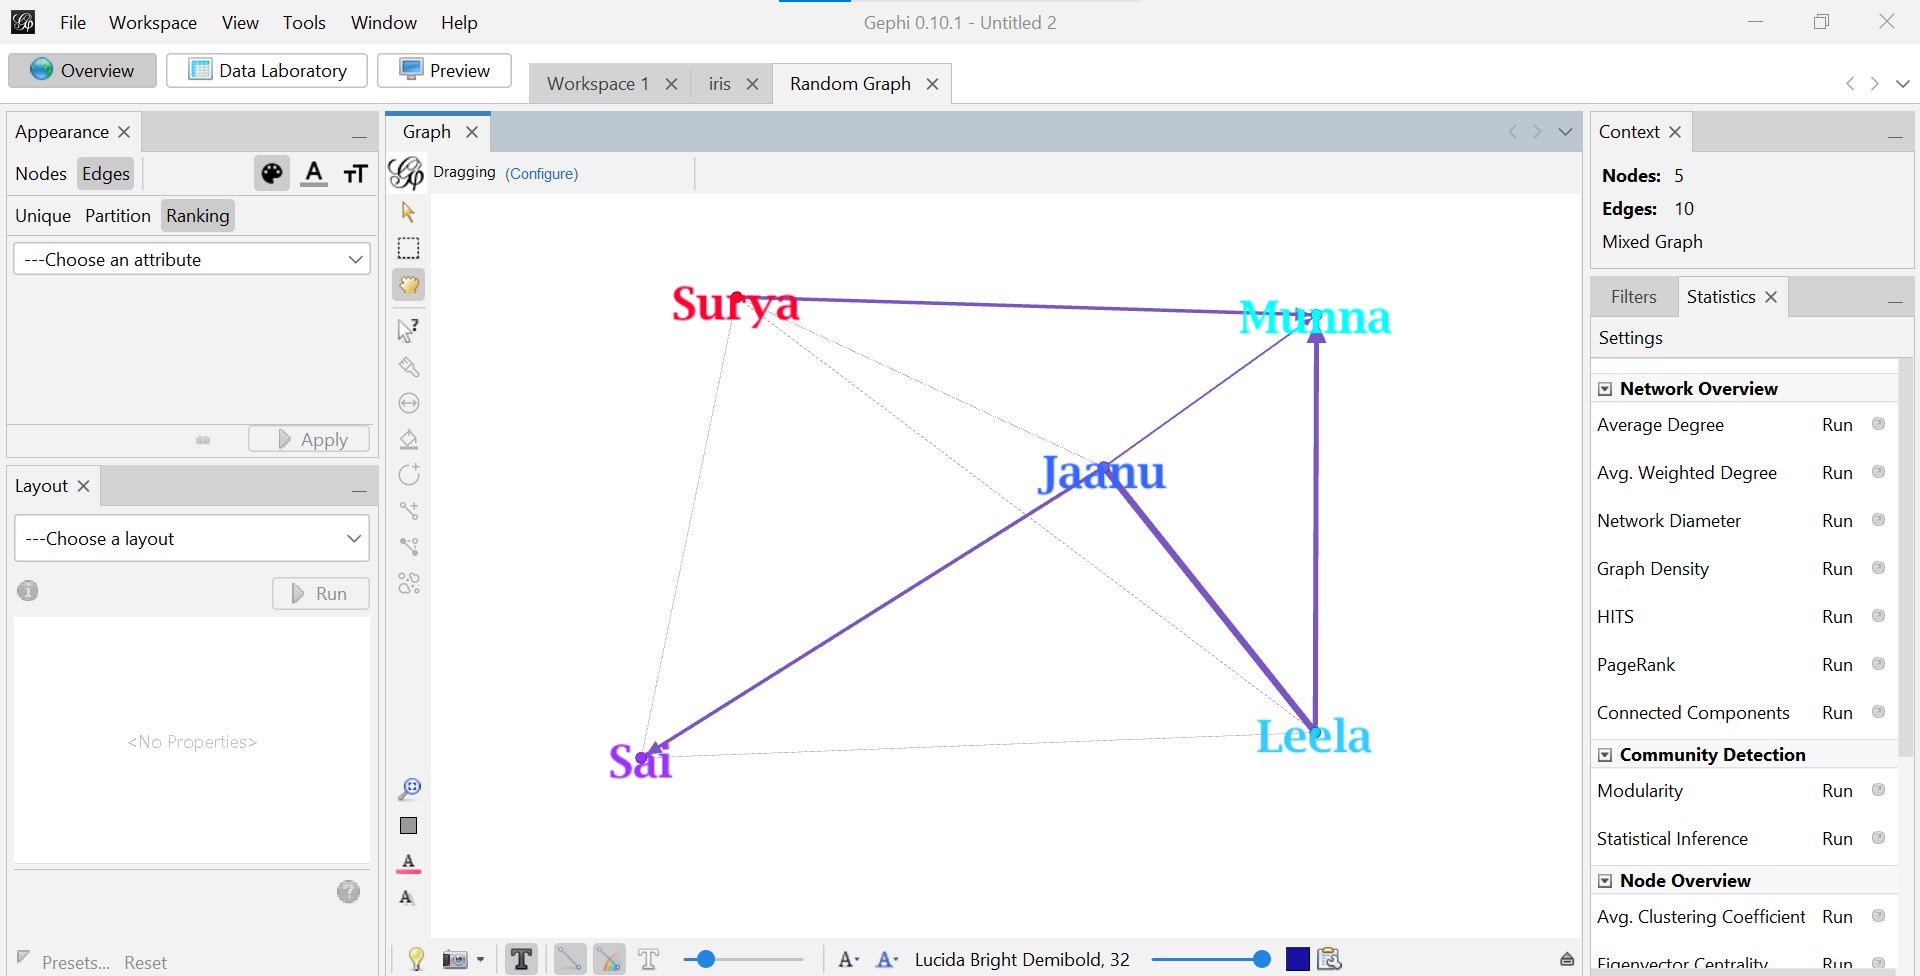 File Workspace View Tools Window Help
Gephi 0.10.1 - Untitled 2
Overview Data Laboratory Preview
Workspace 1 iris Random Graph
Appearance
Nodes Edges
Unique Partition Ranking
---Choose an attribute
Apply
Layout
---Choose a layout
Run
<No Properties>
Presets... Reset
Graph
Dragging (Configure)
Surya
Munna
Jaanu
Leela
Sai
Lucida Bright Demibold, 32
Context
Nodes: 5
Edges: 10
Mixed Graph
Filters Statistics
Settings
Network Overview
Average Degree Run
Avg. Weighted Degree Run
Network Diameter Run
Graph Density Run
HITS Run
PageRank Run
Connected Components Run
Community Detection
Modularity Run
Statistical Inference Run
Node Overview
Avg. Clustering Coefficient Run
Eigenvector Centrality Run